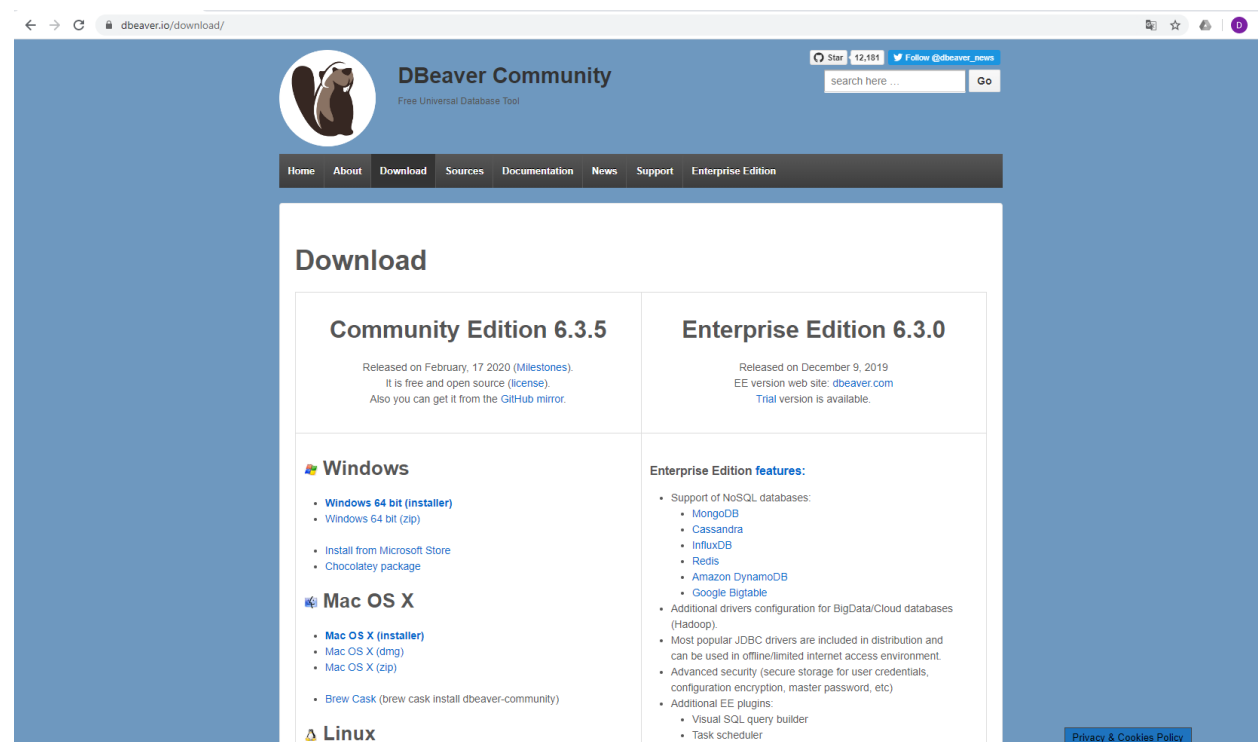 dbeaver.io/download/
D
DBeaver Community
Free Universal Database Tool
Star 12,181 Follow @dbeaver_news
search here ... Go
Home About Download Sources Documentation News Support Enterprise Edition
Download
Community Edition 6.3.5
Released on February, 17 2020 (Milestones).
It is free and open source (license).
Also you can get it from the GitHub mirror.
Enterprise Edition 6.3.0
Released on December 9, 2019
EE version web site: dbeaver.com
Trial version is available.
Windows
Windows 64 bit (installer)
Windows 64 bit (zip)
Install from Microsoft Store
Chocolatey package
Mac OS X
Mac OS X (installer)
Mac OS X (dmg)
Mac OS X (zip)
Brew Cask (brew cask install dbeaver-community)
Linux
Enterprise Edition features:
Support of NoSQL databases:
MongoDB
Cassandra
InfluxDB
Redis
Amazon DynamoDB
Google Bigtable
Additional drivers configuration for BigData/Cloud databases
(Hadoop).
Most popular JDBC drivers are included in distribution and
can be used in offline/limited internet access environment.
Advanced security (secure storage for user credentials,
configuration encryption, master password, etc)
Additional EE plugins:
Visual SQL query builder
Task scheduler
Privacy & Cookies Policy